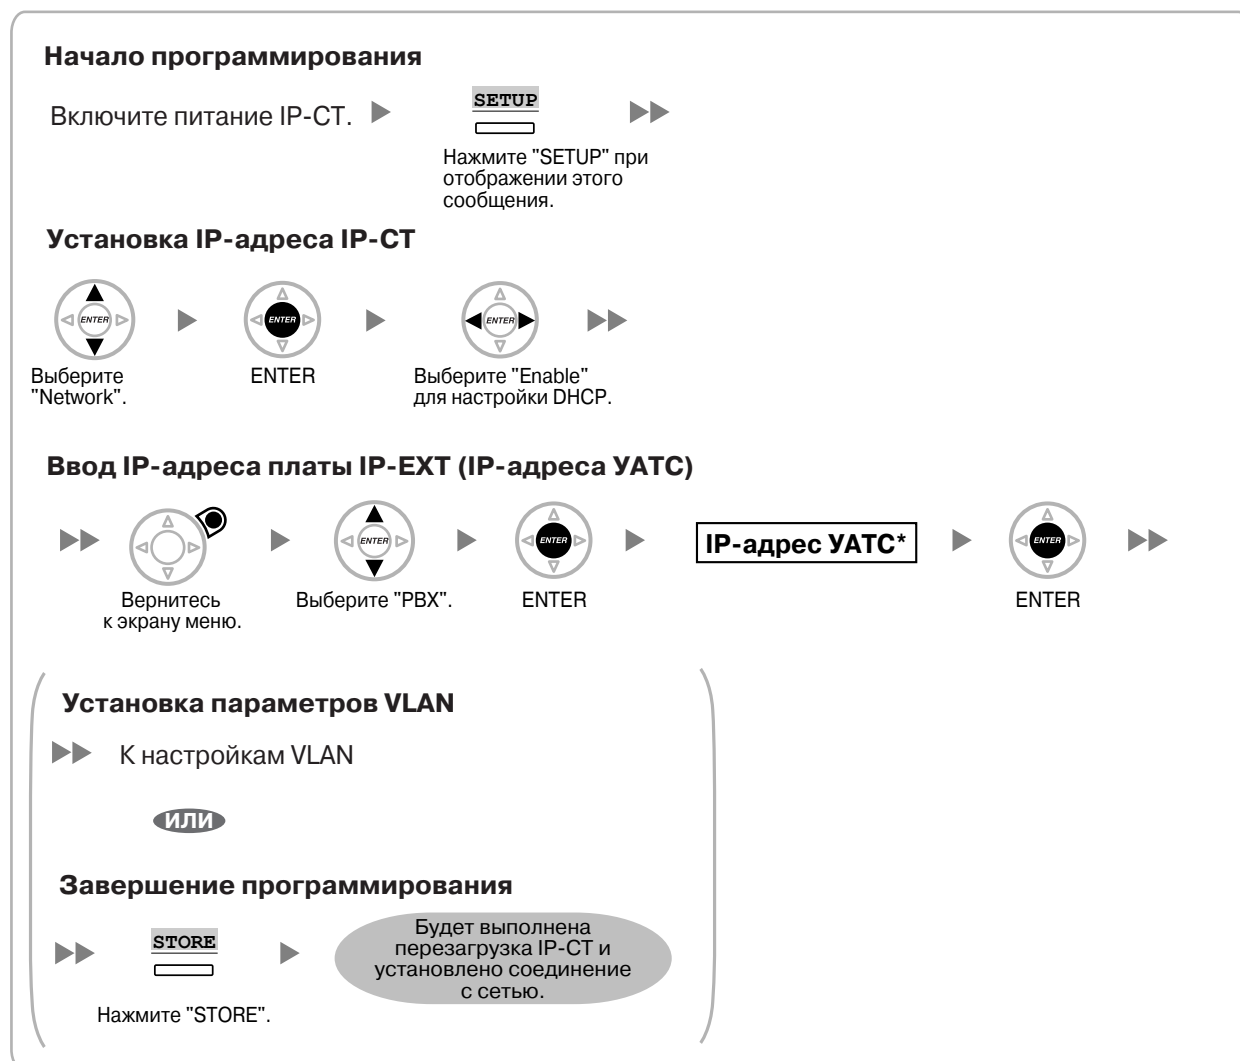 Начало программирования
Включите питание IP-СТ.
SETUP
Нажмите "SETUP" при
отображении этого
сообщения.
Установка IP-адреса IP-СТ
ENTER
ENTER
ENTER
Выберите
"Network".
ENTER
Выберите "Enable"
для настройки DHCP.
Ввод IP-адреса платы IP-EXT (IP-адреса УАТС)
ENTER
ENTER
IP-адрес УАТС*
ENTER
Вернитесь
к экрану меню.
Выберите "PBX".
ENTER
ENTER
Установка параметров VLAN
К настройкам VLAN
ИЛИ
Завершение программирования
STORE
Нажмите "STORE".
Будет выполнена
перезагрузка IP-СТ и
установлено соединение
с сетью.